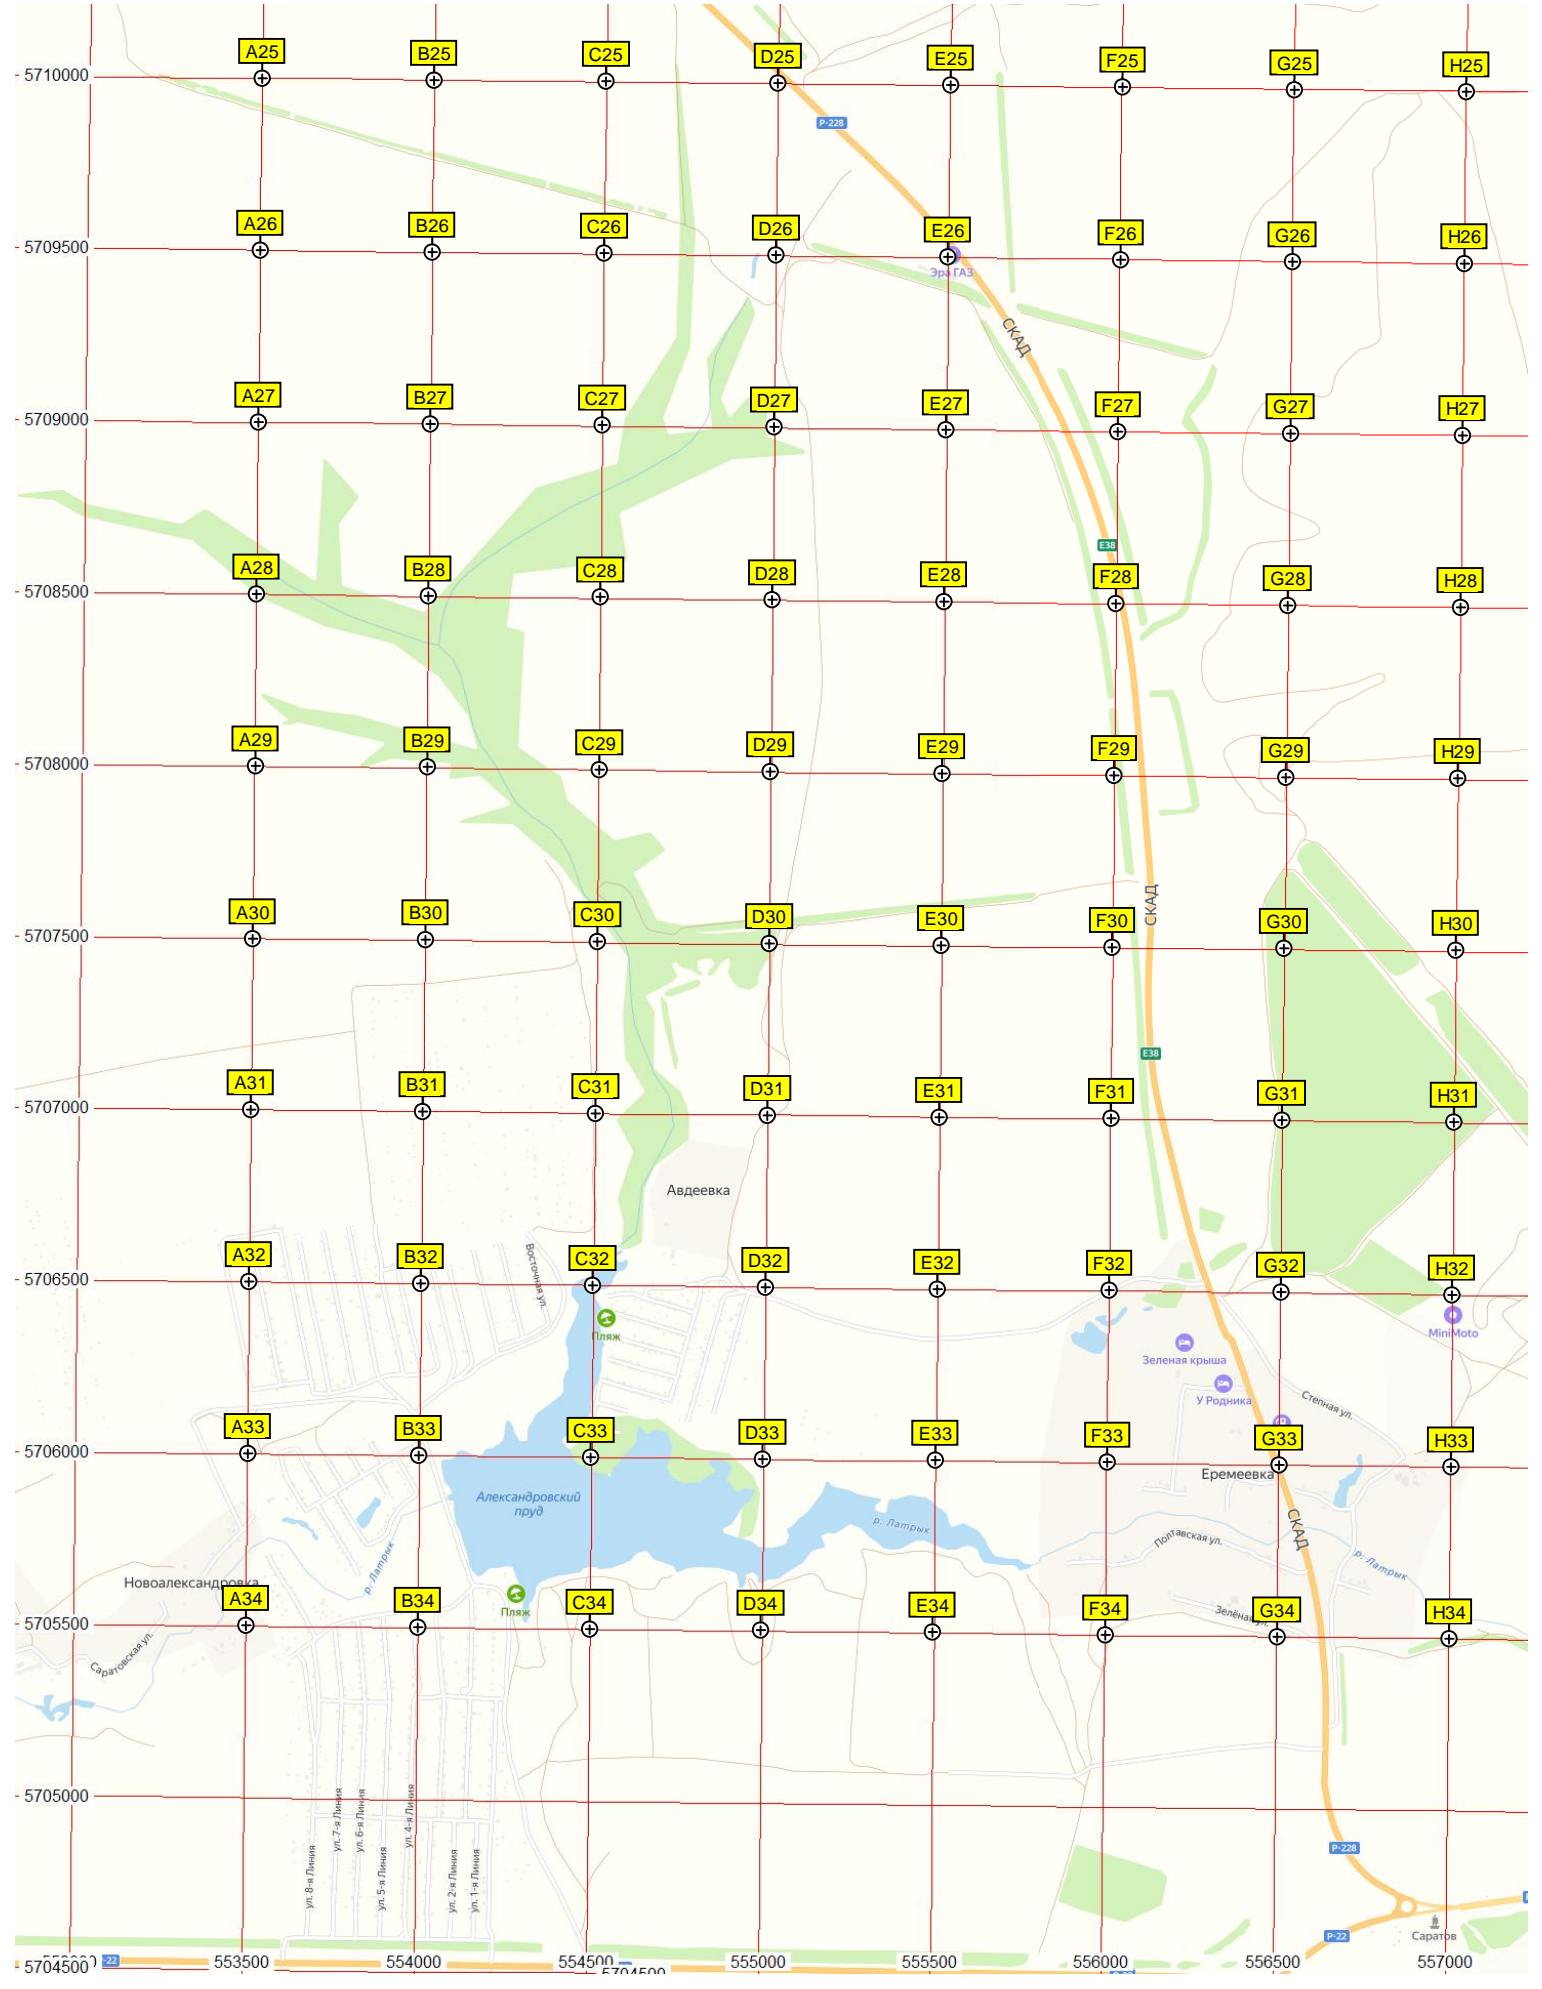 A25 B25 C25 D25 E25 F25 G25 H25
5710000
P-228
A26 B26 C26 D26 E26 F26 G26 H26
5709500
Эра ГАЗ
СКАД
A27 B27 C27 D27 E27 F27 G27 H27
5709000
E38
A28 B28 C28 D28 E28 F28 G28 H28
5708500
A29 B29 C29 D29 E29 F29 G29 H29
5708000
СКАД
A30 B30 C30 D30 E30 F30 G30 H30
5707500
E38
A31 B31 C31 D31 E31 F31 G31 H31
5707000
Авдеевка
Восточная ул.
A32 B32 C32 D32 E32 F32 G32 H32
5706500
Пляж
MiniMoto
Зеленая крыша
У Родника
Степная ул.
A33 B33 C33 D33 E33 F33 G33 H33
5706000
Еремеевка
Александровский
пруд
р. Латрык
СКАД
Полтавская ул.
р. Латрык
р. Латрык
Новоалександровка
Пляж
Зелёная ул.
A34 B34 C34 D34 E34 F34 G34 H34
5705500
Саратовская ул.
5705000
ул. 8-я Линия
ул. 7-я Линия
ул. 6-я Линия
ул. 5-я Линия
ул. 4-я Линия
ул. 2-я Линия
ул. 1-я Линия
P-228
P-22
Саратов
553500 554000 554500 555000 555500 556000 556500 557000
5704500
5704500